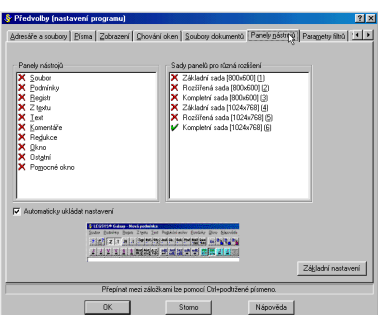 Předvolby (nastavení programu)
Adresáře a soubory Písma Zobrazení Chování oken Soubory dokumentů Panely nástrojů Parametry filtrů
Panely nástrojů
Soubor
Podmínky
Registr
Z textu
Text
Komentáře
Redukce
Okno
Ostatní
Pomocné okno
Sady panelů pro různá rozlišení
Základní sada [800x600] (1)
Rozšířená sada [800x600] (2)
Kompletní sada [800x600] (3)
Základní sada [1024x768] (4)
Rozšířená sada [1024x768] (5)
Kompletní sada [1024x768] (6)
Automaticky ukládat nastavení
Základní nastavení
Přepínat mezi záložkami lze pomocí Ctrl+podtržené písmeno.
OK Storno Nápověda